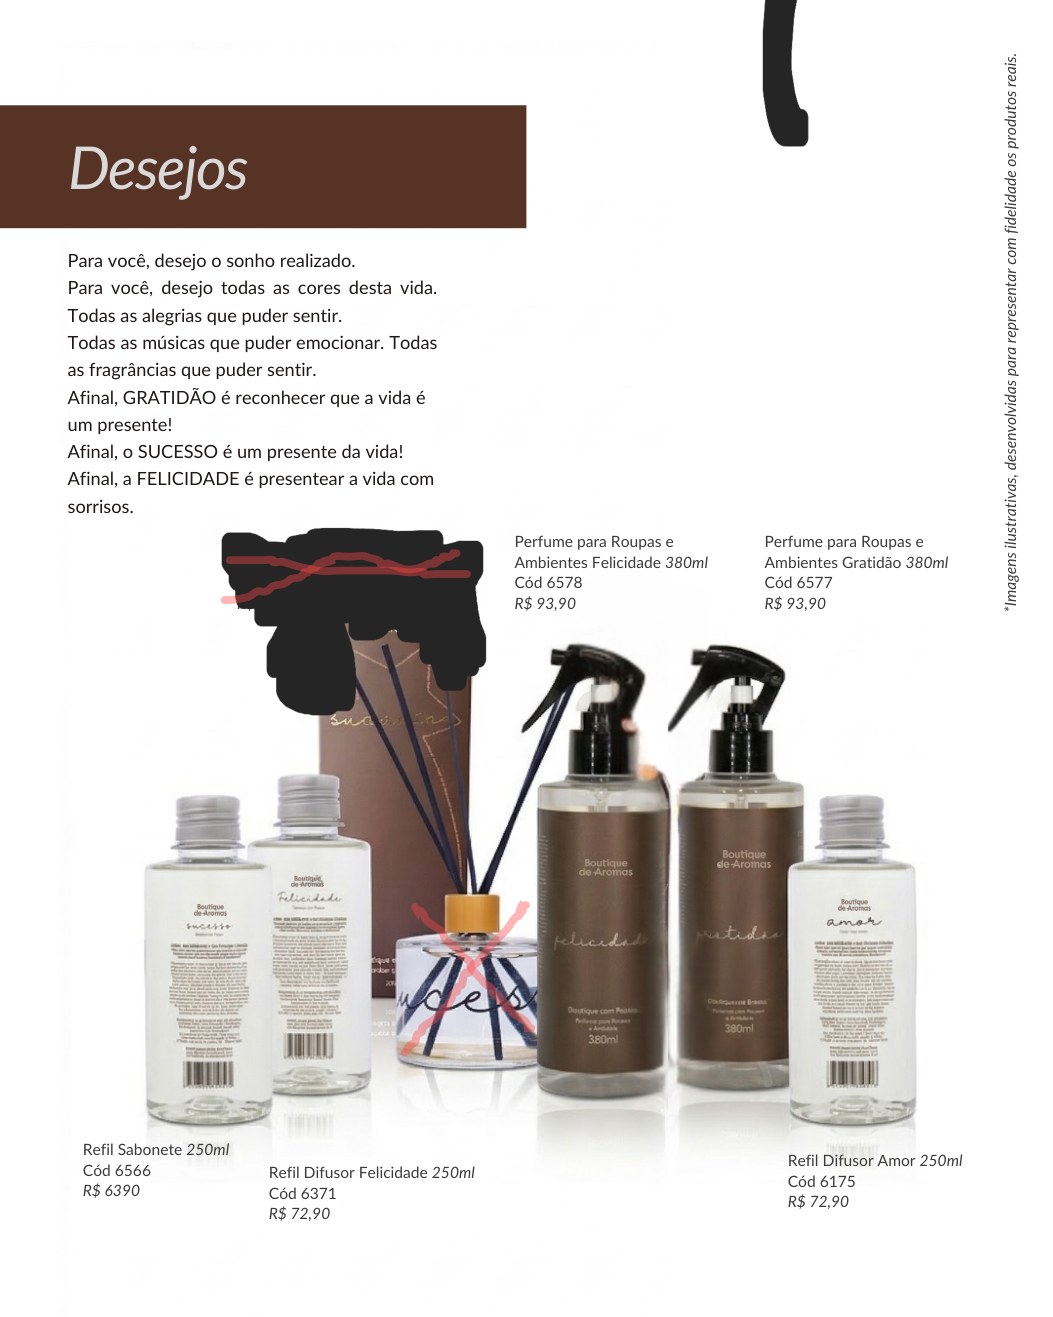 Desejos
Para você, desejo o sonho realizado.
Para você, desejo todas as cores desta vida.
Todas as alegrias que puder sentir.
Todas as músicas que puder emocionar. Todas
as fragrâncias que puder sentir.
Afinal, GRATIDÃO é reconhecer que a vida é
um presente!
Afinal, o SUCESSO é um presente da vida!
Afinal, a FELICIDADE é presentear a vida com
sorrisos.
*Imagens ilustrativas, desenvolvidas para representar com fidelidade os produtos reais.
Perfume para Roupas e
Ambientes Felicidade 380ml
Cód 6578
R$ 93,90
Perfume para Roupas e
Ambientes Gratidão 380ml
Cód 6577
R$ 93,90
Boutique
de Aromas
sucesso
Boutique
de Aromas
Felicidade
Boutique
de Aromas
felicidade
380ml
Boutique
de Aromas
380ml
Boutique
de Aromas
amor
Refil Sabonete 250ml
Cód 6566
R$ 6390
Refil Difusor Felicidade 250ml
Cód 6371
R$ 72,90
Refil Difusor Amor 250ml
Cód 6175
R$ 72,90